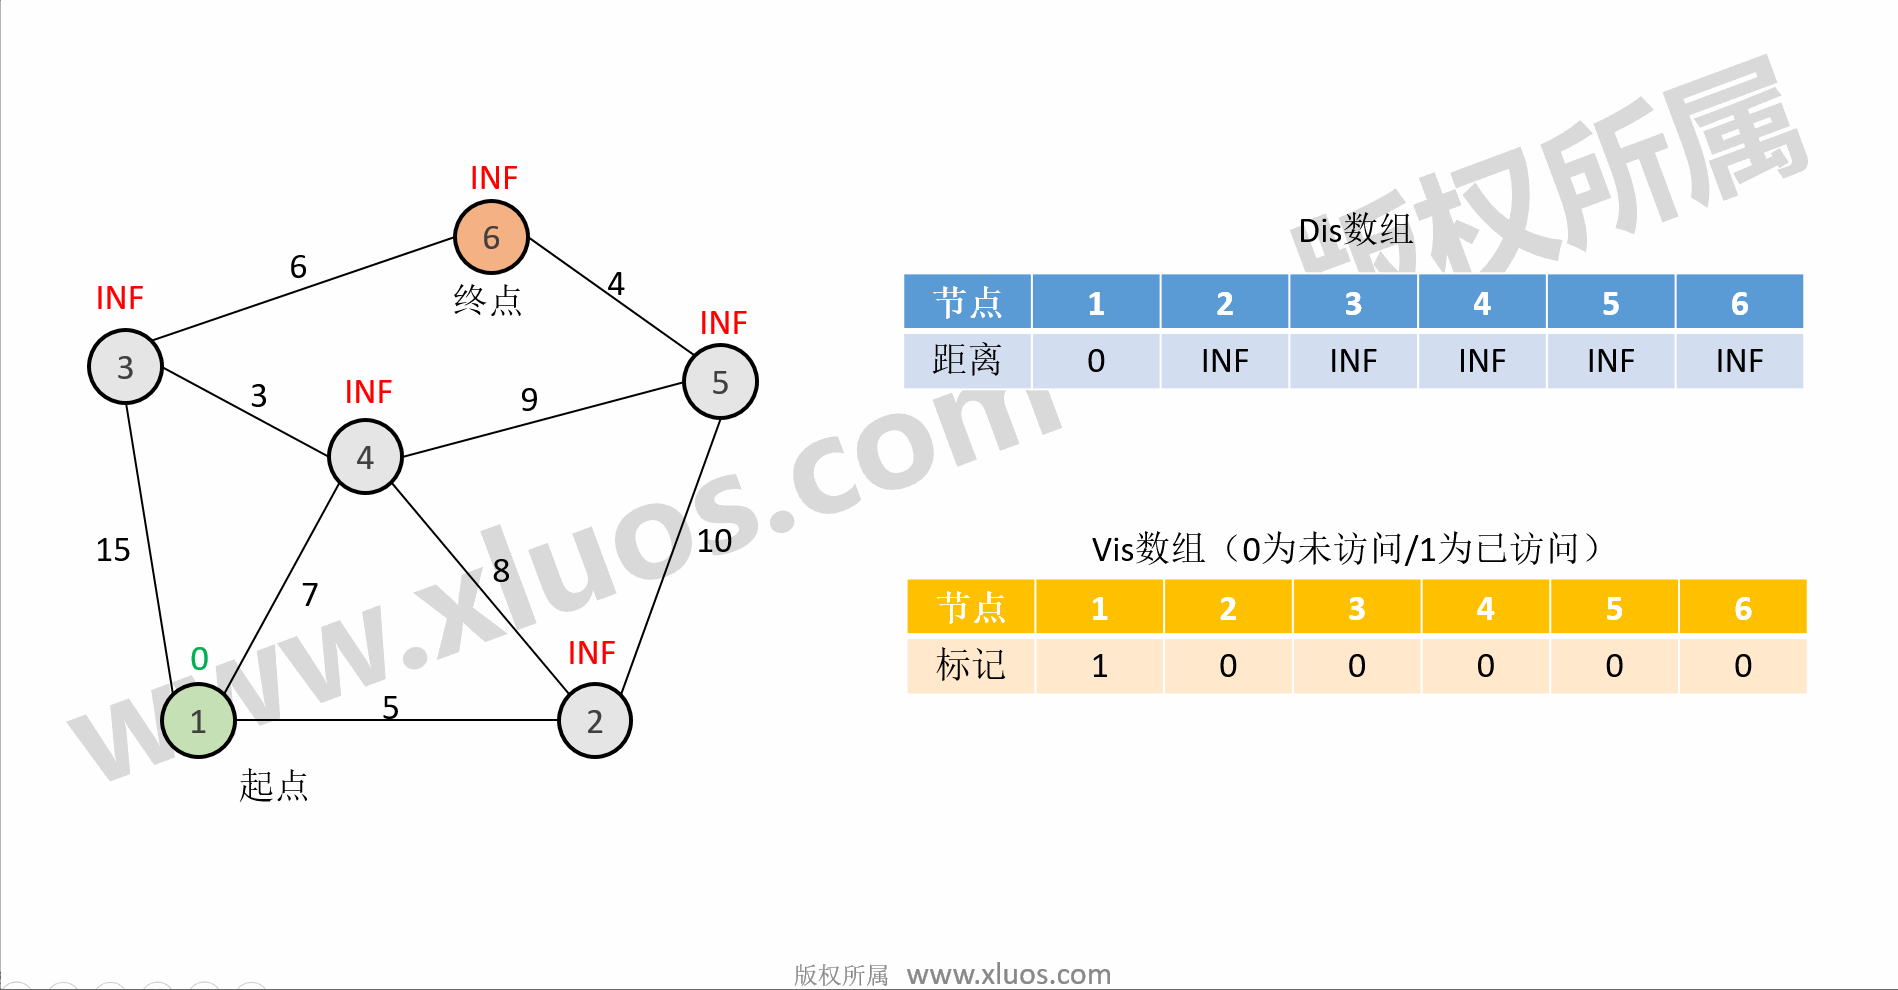 INF
6
终点
6
4
INF
3
INF
5
INF
4
3
9
15
7
8
10
0
1
起点
5
INF
2
Dis数组
节点 1 2 3 4 5 6
距离 0 INF INF INF INF INF
Vis数组（0为未访问/1为已访问）
节点 1 2 3 4 5 6
标记 1 0 0 0 0 0
www.xluos.com 版权所属
版权所属 www.xluos.com